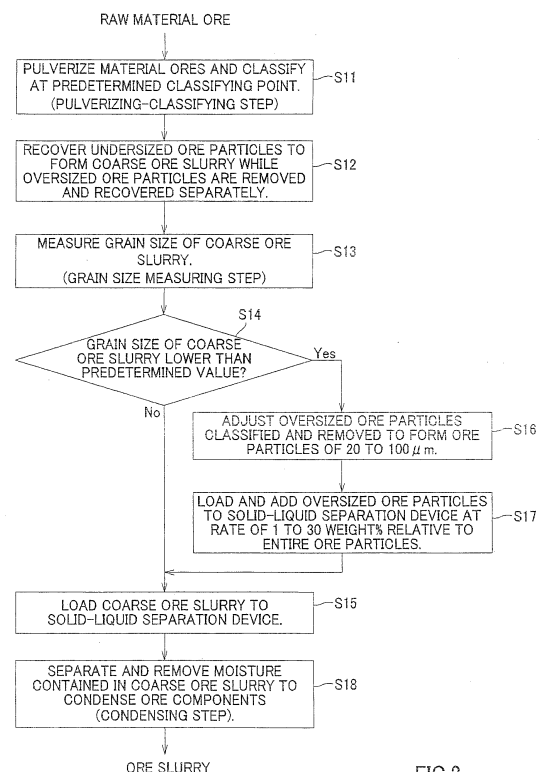 RAW MATERIAL ORE
PULVERIZE MATERIAL ORES AND CLASSIFY
AT PREDETERMINED CLASSIFYING POINT.
(PULVERIZING-CLASSIFYING STEP)
S11
RECOVER UNDERSIZED ORE PARTICLES TO
FORM COARSE ORE SLURRY WHILE
OVERSIZED ORE PARTICLES ARE REMOVED
AND RECOVERED SEPARATELY.
S12
MEASURE GRAIN SIZE OF COARSE ORE
SLURRY.
(GRAIN SIZE MEASURING STEP)
S13
S14
GRAIN SIZE OF COARSE
ORE SLURRY LOWER THAN
PREDETERMINED VALUE?
Yes
No
ADJUST OVERSIZED ORE PARTICLES
CLASSIFIED AND REMOVED TO FORM ORE
PARTICLES OF 20 TO 100 μm.
S16
LOAD AND ADD OVERSIZED ORE PARTICLES
TO SOLID-LIQUID SEPARATION DEVICE AT
RATE OF 1 TO 30 WEIGHT% RELATIVE TO
ENTIRE ORE PARTICLES.
S17
LOAD COARSE ORE SLURRY TO
SOLID-LIQUID SEPARATION DEVICE.
S15
SEPARATE AND REMOVE MOISTURE
CONTAINED IN COARSE ORE SLURRY TO
CONDENSE ORE COMPONENTS
(CONDENSING STEP).
S18
ORE SLURRY